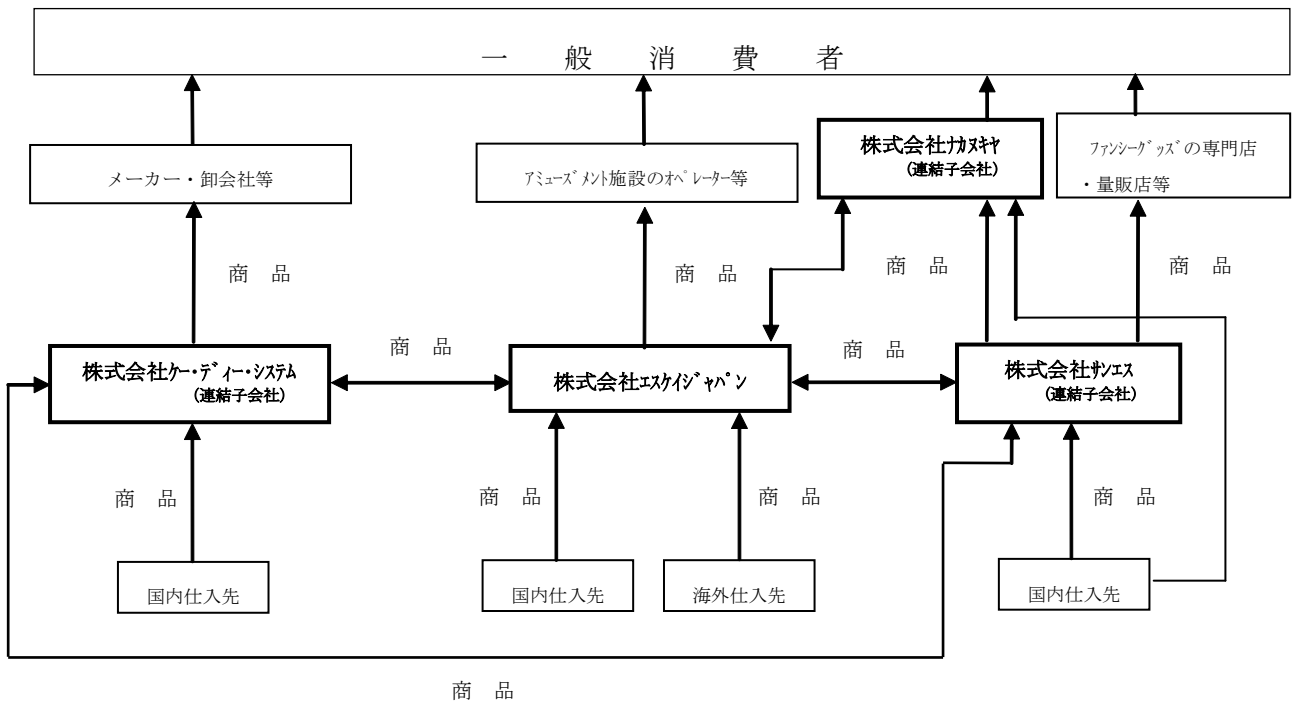 一　般　消　費　者
株式会社ﾅｶﾇｷﾔ
(連結子会社)
ﾌｧﾝｼｰｸﾞｯｽﾞの専門店
・量販店等
メーカー・卸会社等
ｱﾐｭｰｽﾞﾒﾝﾄ施設のｵﾍﾟﾚｰﾀｰ等
商　品
商　品
商　品
商　品
商　品
商　品
株式会社ｹｰ･ﾃﾞｨｰ･ｼｽﾃﾑ
(連結子会社)
株式会社ｴｽｹｲｼﾞｬﾊﾟﾝ
株式会社ｻﾝｴｽ
(連結子会社)
商　品
商　品
商　品
商　品
国内仕入先
国内仕入先
海外仕入先
国内仕入先
商　品